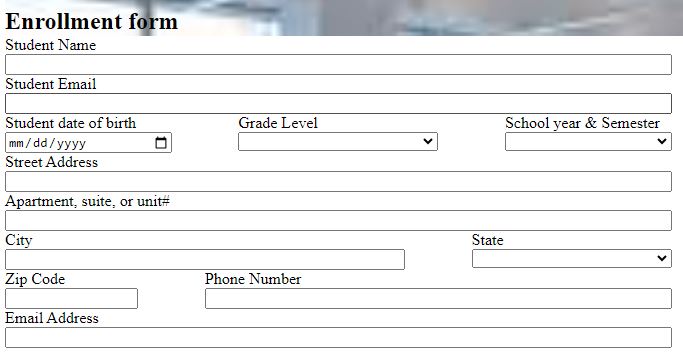 Enrollment form
Student Name
Student Email
Student date of birth Grade Level School year & Semester
mm/dd/yyyy
Street Address
Apartment, suite, or unit#
City State
Zip Code Phone Number
Email Address